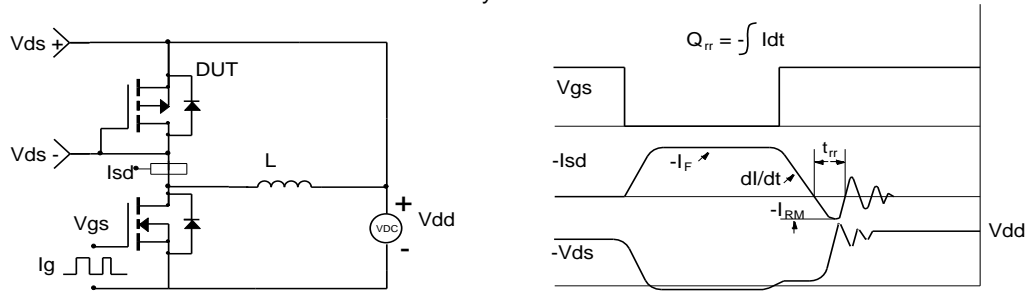 Vds +
DUT
Vds -
Isd
L
Vgs
Ig
+
VDC
-
Vdd
Qrr = -∫ Idt
Vgs
-Isd
-IF
dI/dt
trr
-IRM
Vdd
-Vds